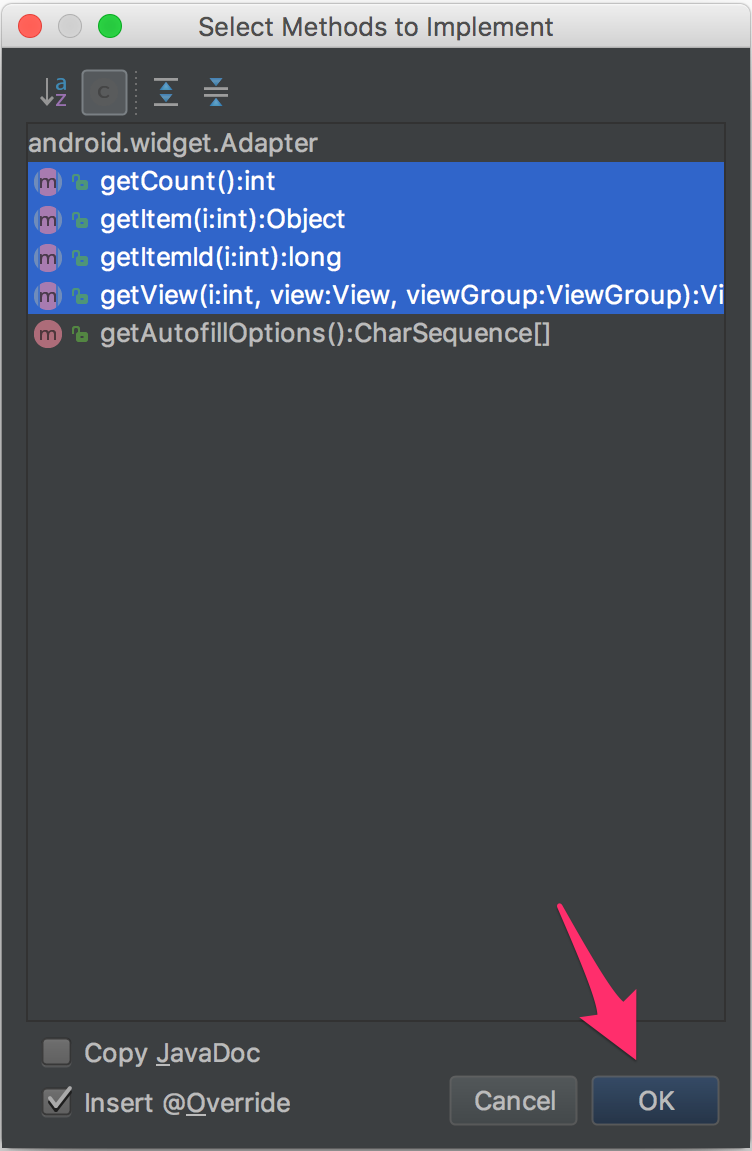 Select Methods to Implement
a z C
android.widget.Adapter
m getCount():int
m getItem(i:int):Object
m getItemId(i:int):long
m getView(i:int, view:View, viewGroup:ViewGroup):Vi
m getAutofillOptions():CharSequence[]
Copy JavaDoc
Insert @Override
Cancel OK